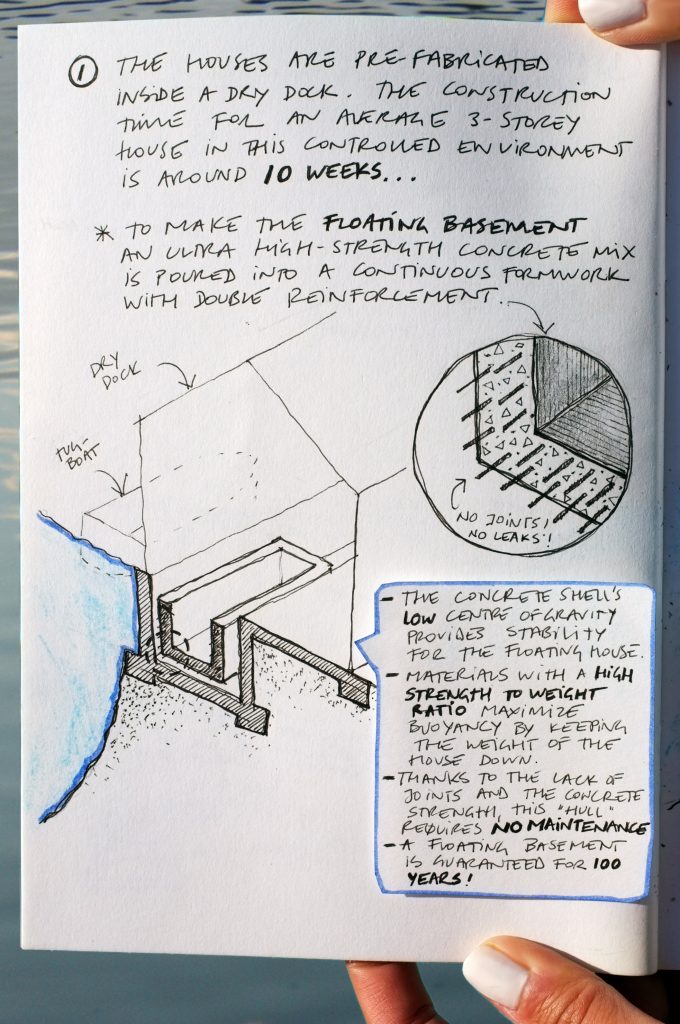 1 THE HOUSES ARE PRE-FABRICATED
INSIDE A DRY DOCK. THE CONSTRUCTION
TIME FOR AN AVERAGE 3-STOREY
HOUSE IN THIS CONTROLLED ENVIRONMENT
IS AROUND 10 WEEKS...
* TO MAKE THE FLOATING BASEMENT
AN ULTRA HIGH-STRENGTH CONCRETE MIX
IS POURED INTO A CONTINUOUS FORMWORK
WITH DOUBLE REINFORCEMENT.
DRY
DOCK
TUG-
BOAT
NO JOINTS!
NO LEAKS!
- THE CONCRETE SHELL'S
LOW CENTRE OF GRAVITY
PROVIDES STABILITY
FOR THE FLOATING HOUSE.
- MATERIALS WITH A HIGH
STRENGTH TO WEIGHT
RATIO MAXIMIZE
BUOYANCY BY KEEPING
THE WEIGHT OF THE
HOUSE DOWN.
- THANKS TO THE LACK OF
JOINTS AND THE CONCRETE
STRENGTH, THIS "HULL"
REQUIRES NO MAINTENANCE
- A FLOATING BASEMENT
IS GUARANTEED FOR 100
YEARS!